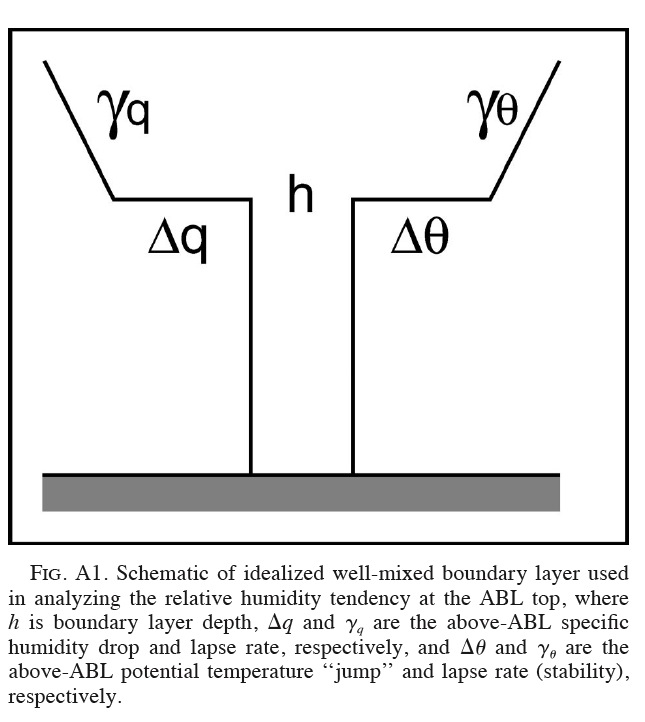 γq
γθ
h
Δq
Δθ
FIG. A1. Schematic of idealized well-mixed boundary layer used
in analyzing the relative humidity tendency at the ABL top, where
h is boundary layer depth, Δq and γq are the above-ABL specific
humidity drop and lapse rate, respectively, and Δθ and γθ are the
above-ABL potential temperature “jump” and lapse rate (stability),
respectively.